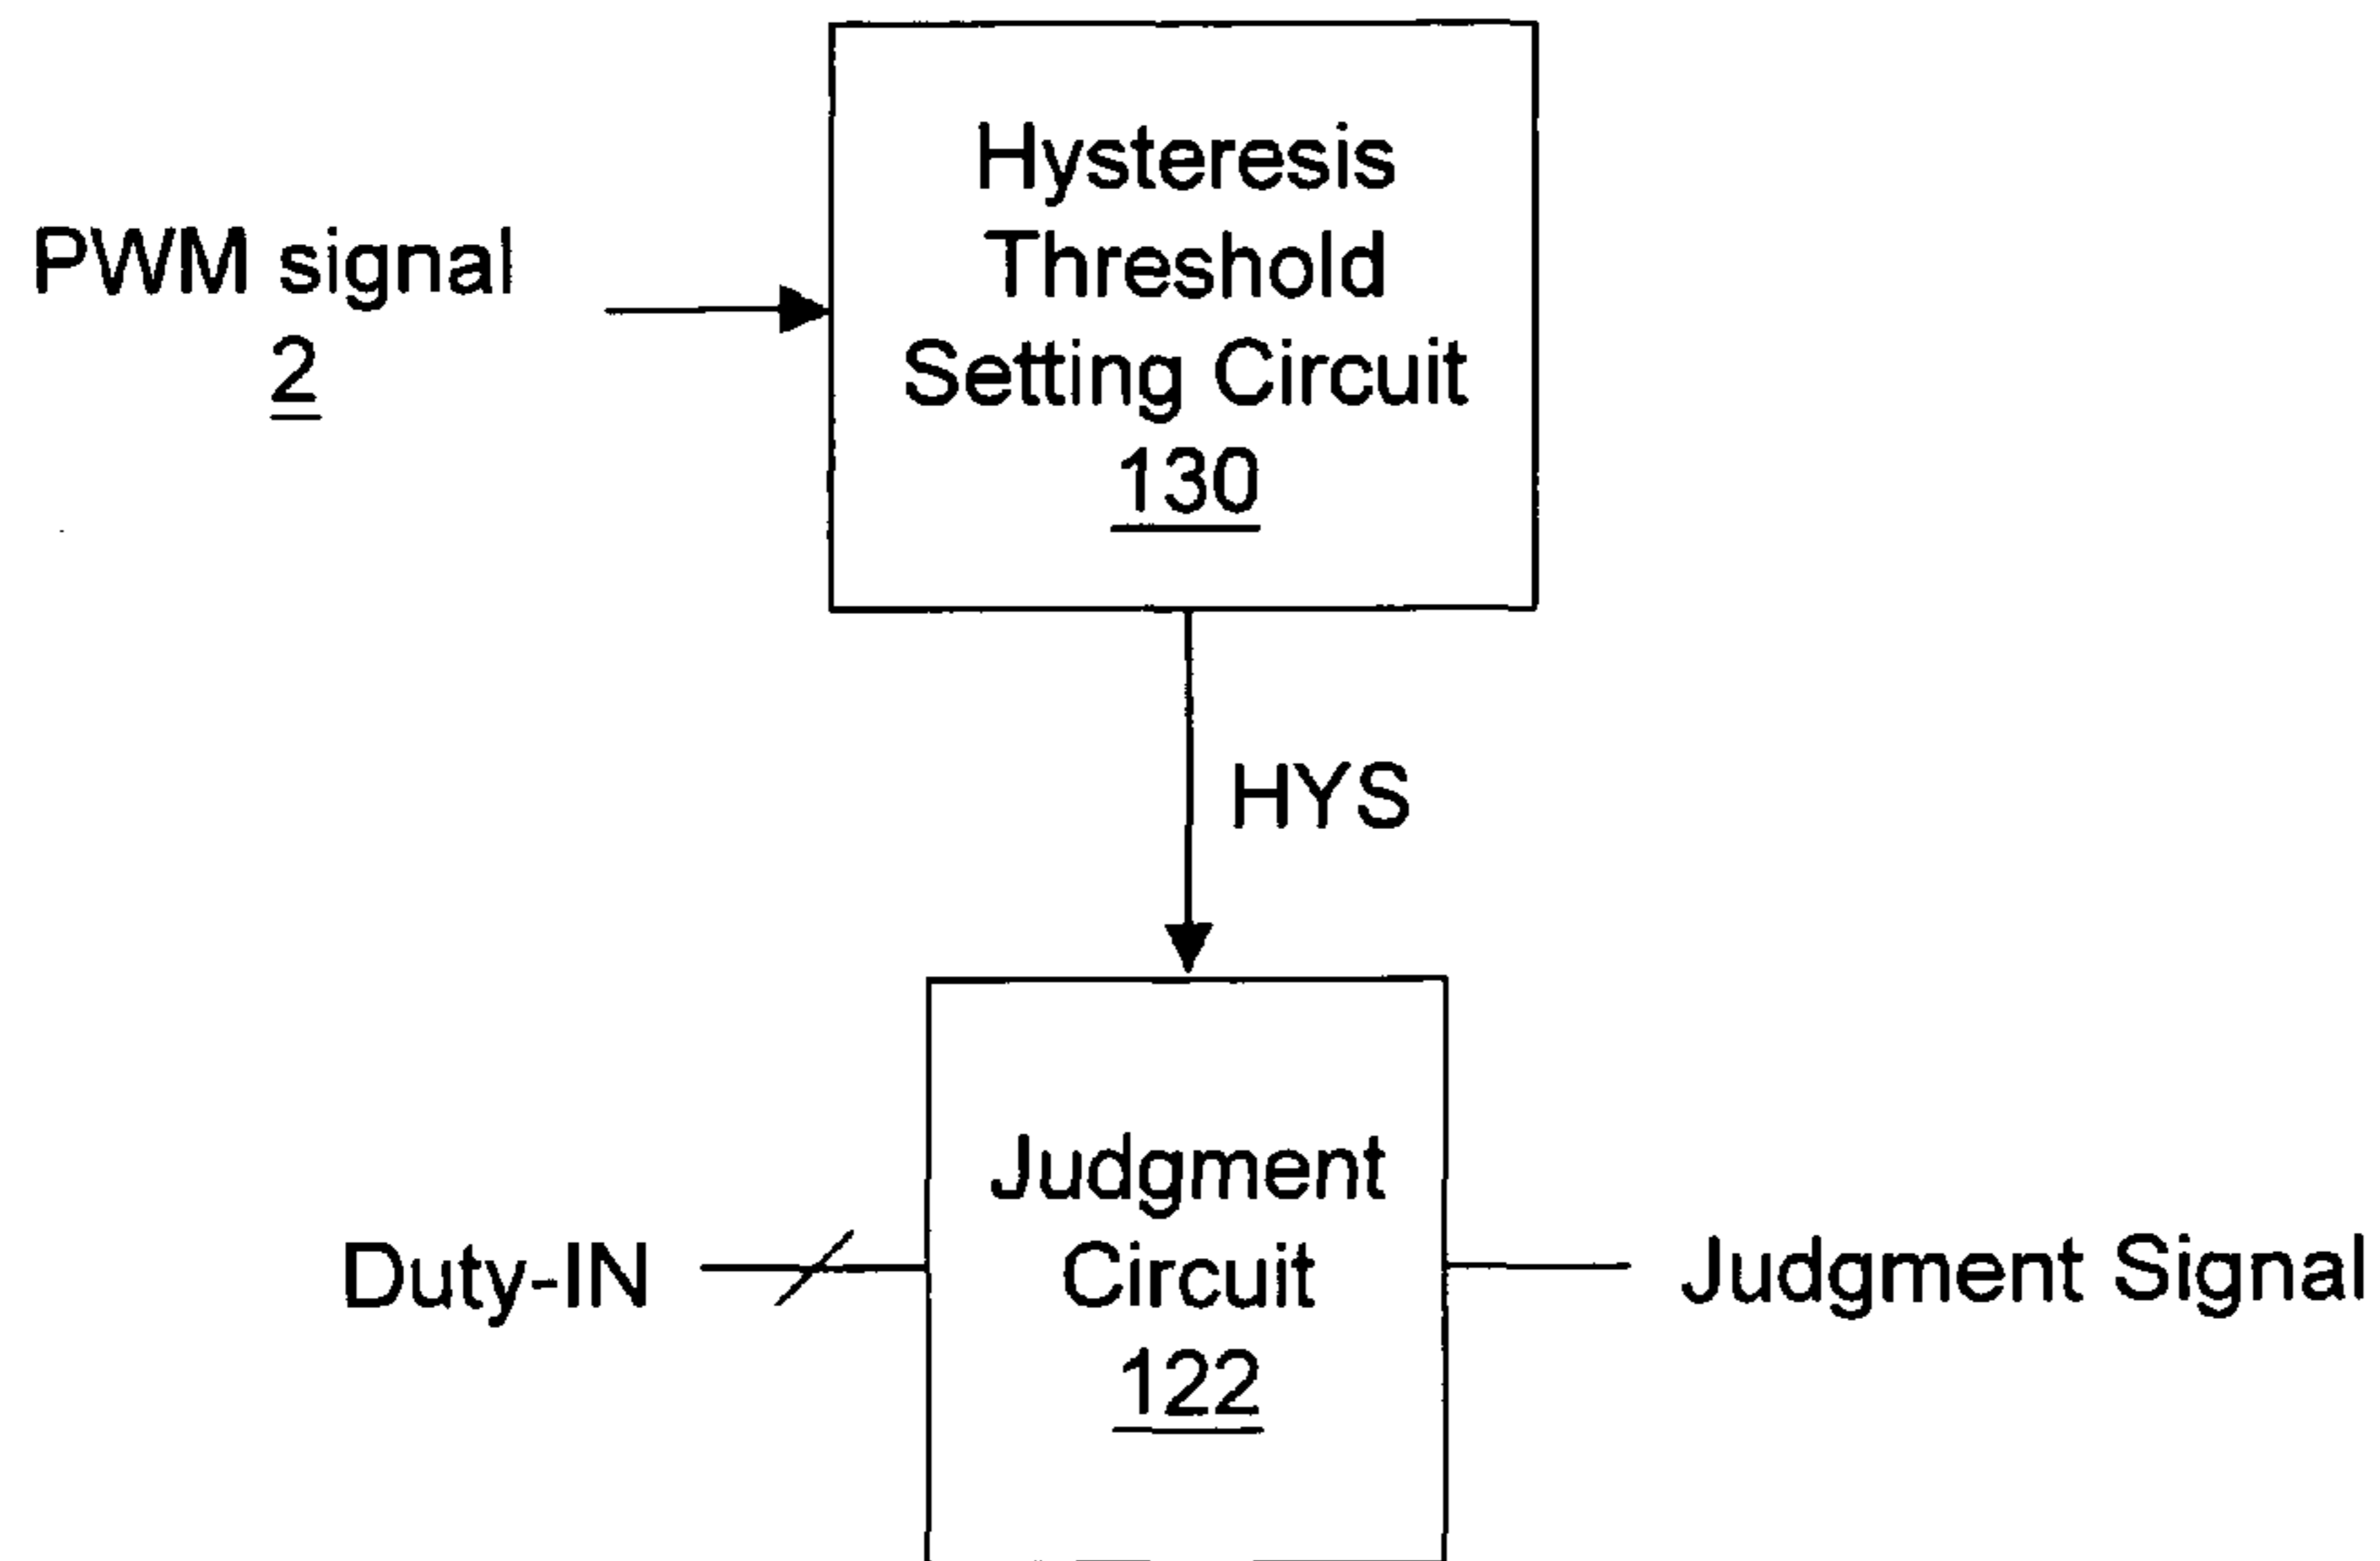 Hysteresis
Threshold
Setting Circuit
130
PWM signal
2
HYS
Judgment
Circuit
122
Duty-IN
Judgment Signal